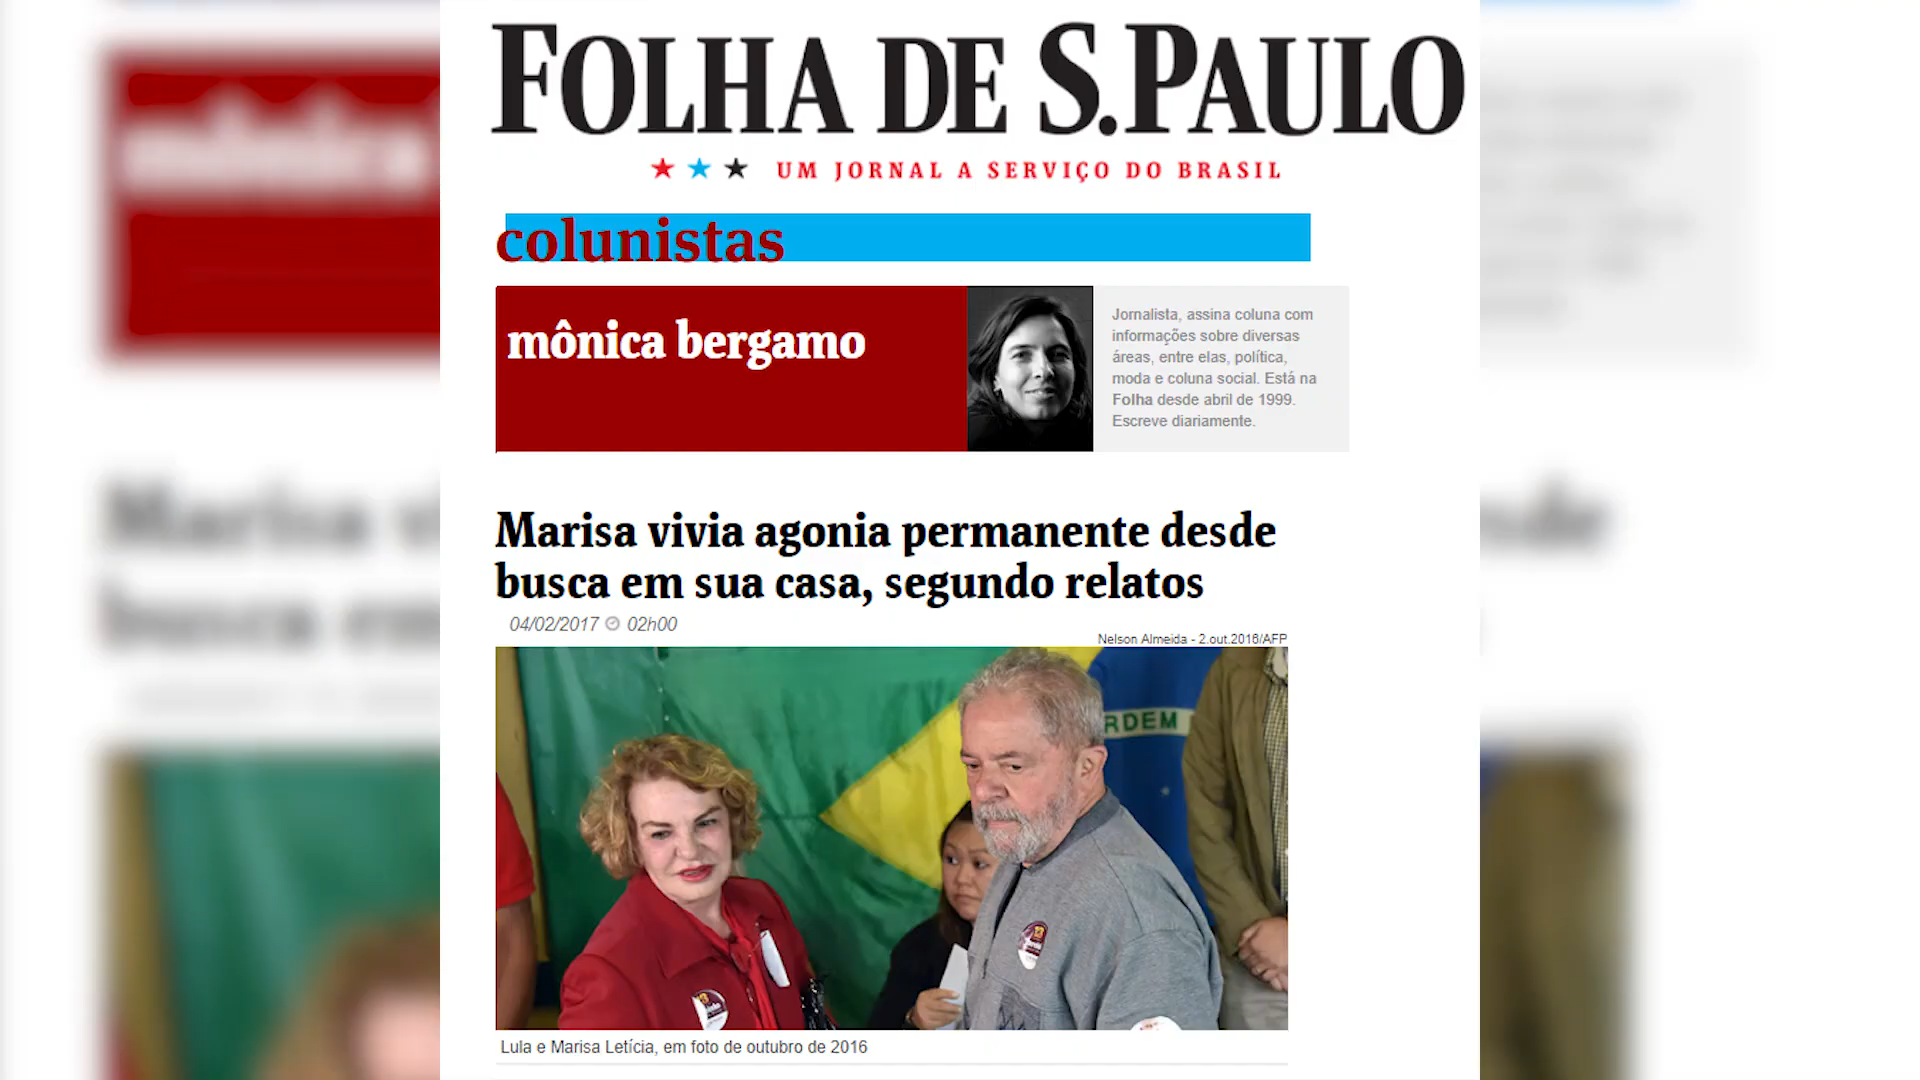 FOLHA DE S.PAULO
UM JORNAL A SERVIÇO DO BRASIL
colunistas
mônica bergamo
Jornalista, assina coluna com
informações sobre diversas
áreas, entre elas, política,
moda e coluna social. Está na
Folha desde abril de 1999.
Escreve diariamente.
Marisa vivia agonia permanente desde
busca em sua casa, segundo relatos
04/02/2017 02h00
Nelson Almeida - 2.out.2016/AFP
RDEM
13
Lula e Marisa Letícia, em foto de outubro de 2016